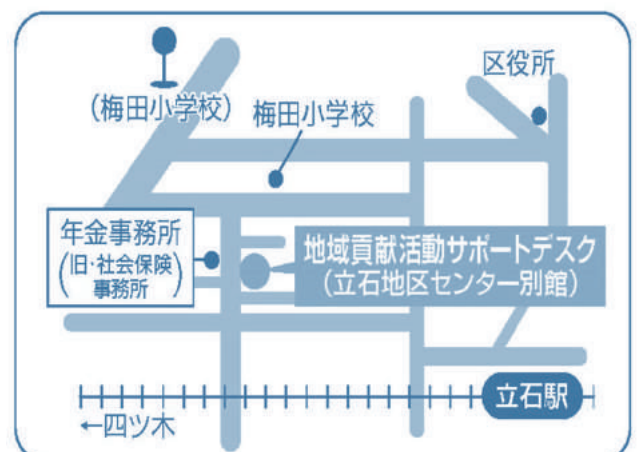 区役所
(梅田小学校)
梅田小学校
年金事務所
(旧・社会保険
事務所)
地域貢献活動サポートデスク
(立石地区センター別館)
立石駅
←四ツ木